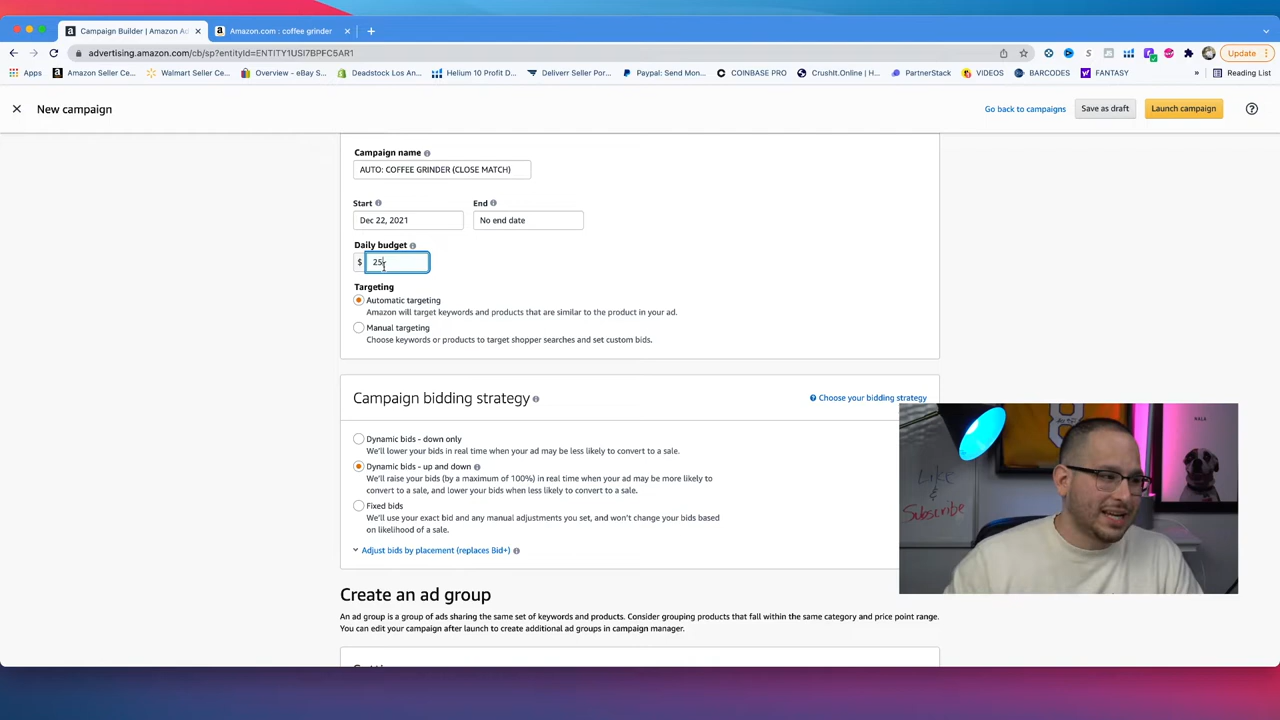 Campaign Builder | Amazon Ad
Amazon.com : coffee grinder
advertising.amazon.com/cb/sp?entityId=ENTITY1USI7BPFC5AR1
Update
Apps
Amazon Seller Ce...
Walmart Seller Ce...
Overview - eBay S...
Deadstock Los An...
Helium 10 Profit D...
Deliverr Seller Por...
Paypal: Send Mon...
COINBASE PRO
CrushIt.Online | H...
PartnerStack
VIDEOS
BARCODES
FANTASY
»
Reading List
New campaign
Go back to campaigns
Save as draft
Launch campaign
Campaign name
AUTO: COFFEE GRINDER (CLOSE MATCH)
Start
End
Dec 22, 2021
No end date
Daily budget
$ 25
Targeting
Automatic targeting
Amazon will target keywords and products that are similar to the product in your ad.
Manual targeting
Choose keywords or products to target shopper searches and set custom bids.
Campaign bidding strategy
Choose your bidding strategy
Dynamic bids - down only
We'll lower your bids in real time when your ad may be less likely to convert to a sale.
Dynamic bids - up and down
We'll raise your bids (by a maximum of 100%) in real time when your ad may be more likely to
convert to a sale, and lower your bids when less likely to convert to a sale.
Fixed bids
We'll use your exact bid and any manual adjustments you set, and won't change your bids based
on likelihood of a sale.
Adjust bids by placement (replaces Bid+)
Like
&
Subscribe
8
Create an ad group
An ad group is a group of ads sharing the same set of keywords and products. Consider grouping products that fall within the same category and price point range.
You can edit your campaign after launch to create additional ad groups in campaign manager.